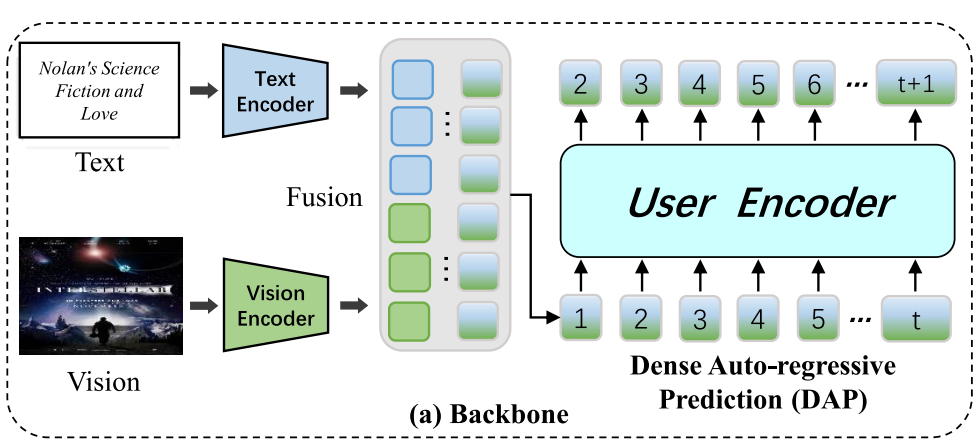 Nolan's Science
Fiction and
Love
Text
Text
Encoder
Fusion
INTERSTELLAR
Vision
Vision
Encoder
2 3 4 5 6 ... t+1
User Encoder
1 2 3 4 5 ... t
Dense Auto-regressive
Prediction (DAP)
(a) Backbone